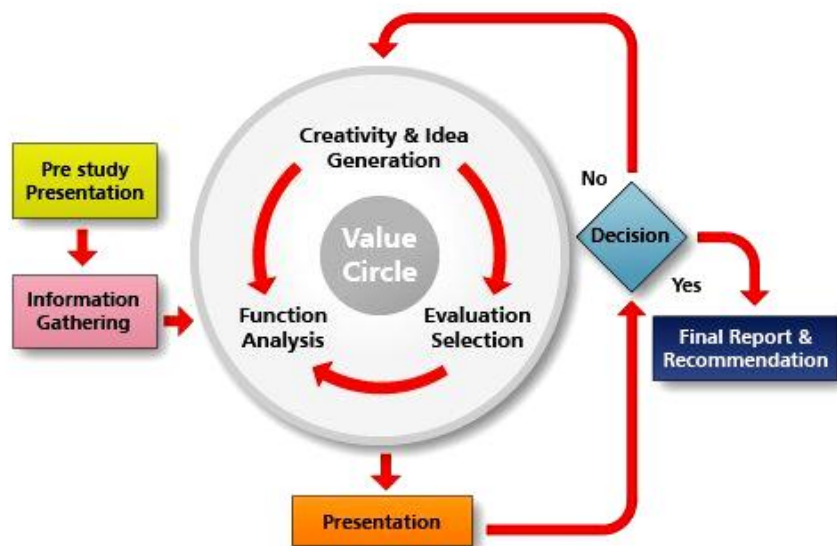 Pre study
Presentation
Information
Gathering
Creativity & Idea
Generation
Value
Circle
Function
Analysis
Evaluation
Selection
Presentation
No
Decision
Yes
Final Report &
Recommendation